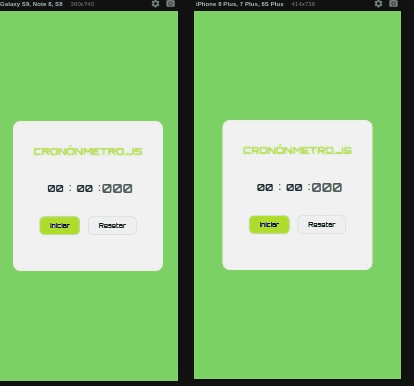 Galaxy S9, Note 8, S8 360x740
CRONÓNMETRO.JS
00 : 00 :000
Iniciar Resetar
iPhone 8 Plus, 7 Plus, 6S Plus 414x736
CRONÓNMETRO.JS
00 : 00 :000
Iniciar Resetar